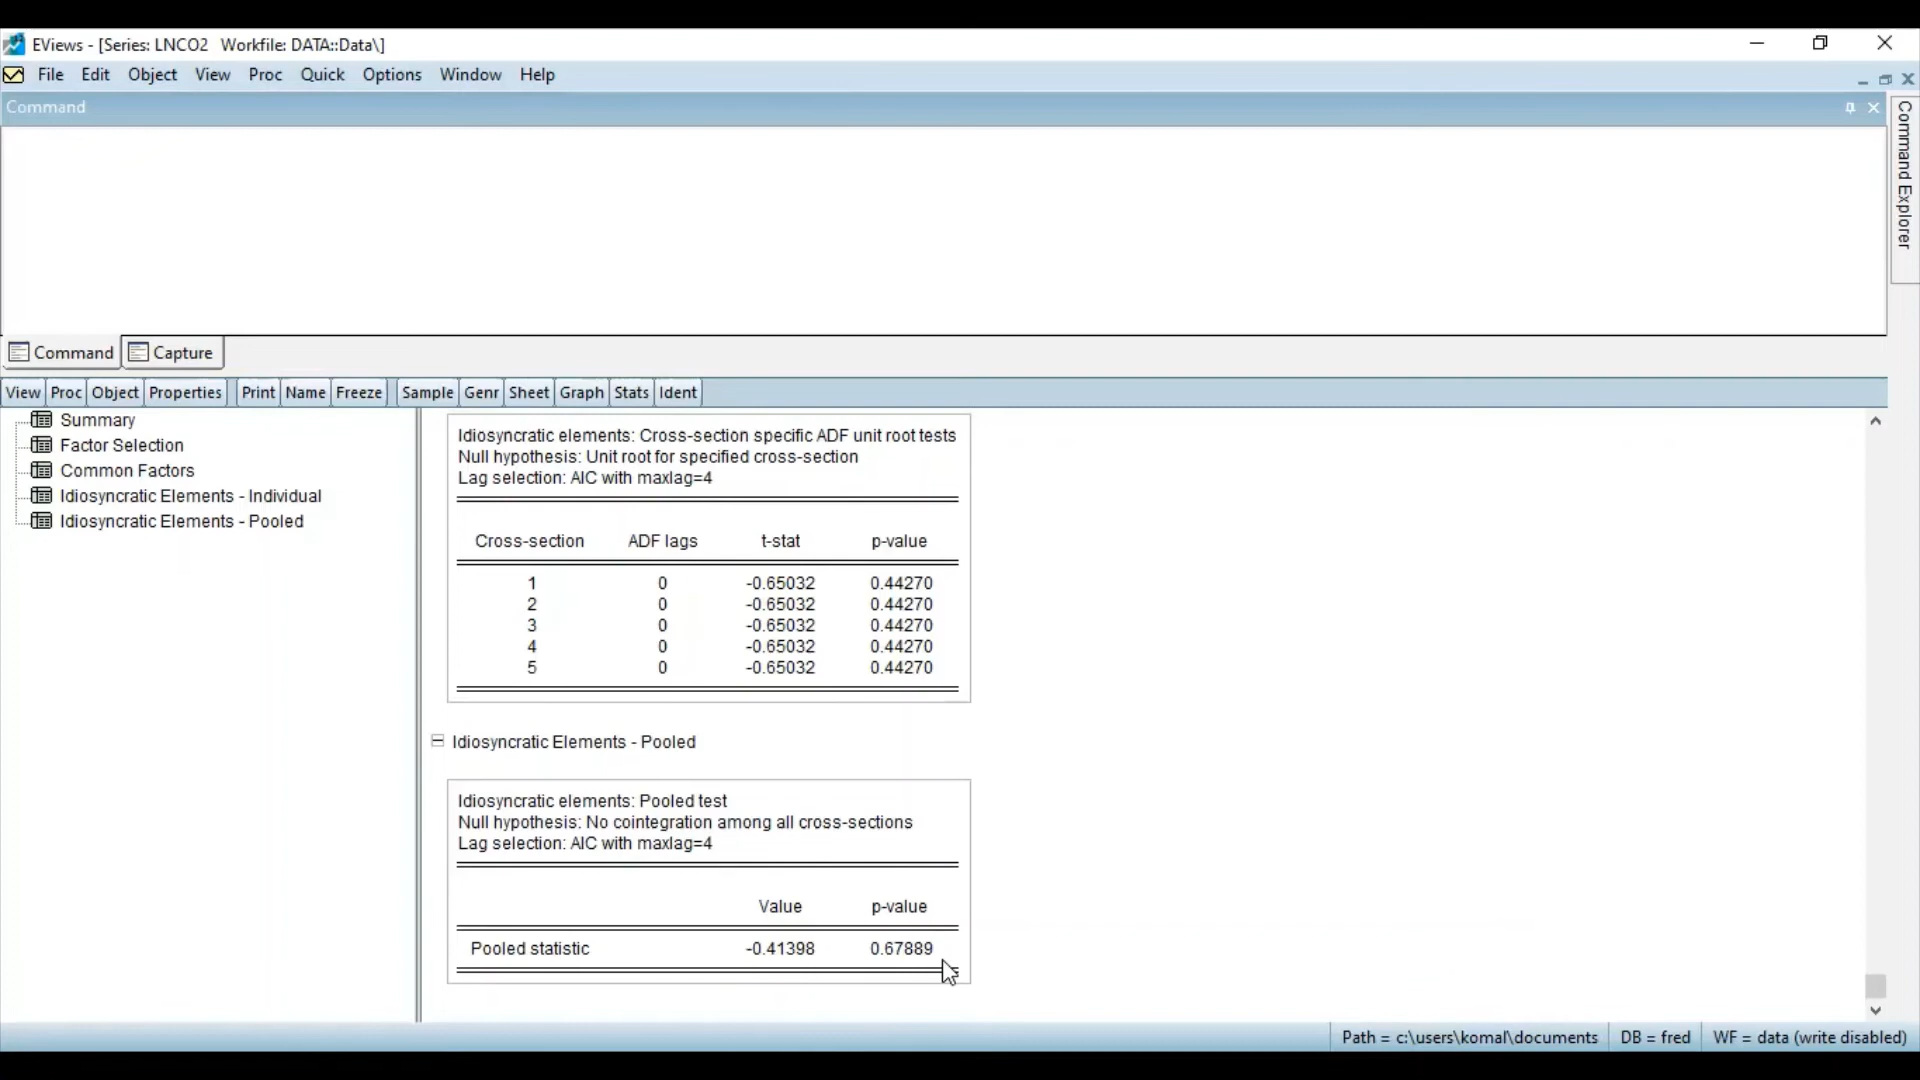 EViews - [Series: LNCO2 Workfile: DATA::Data\]
File Edit Object View Proc Quick Options Window Help
Command
Command Explorer
Command Capture
View Proc Object Properties Print Name Freeze Sample Genr Sheet Graph Stats Ident
Summary
Factor Selection
Common Factors
Idiosyncratic Elements - Individual
Idiosyncratic Elements - Pooled
Idiosyncratic elements: Cross-section specific ADF unit root tests
Null hypothesis: Unit root for specified cross-section
Lag selection: AIC with maxlag=4
Cross-section ADF lags t-stat p-value
1 0 -0.65032 0.44270
2 0 -0.65032 0.44270
3 0 -0.65032 0.44270
4 0 -0.65032 0.44270
5 0 -0.65032 0.44270
Idiosyncratic Elements - Pooled
Idiosyncratic elements: Pooled test
Null hypothesis: No cointegration among all cross-sections
Lag selection: AIC with maxlag=4
Value p-value
Pooled statistic -0.41398 0.67889
Path = c:\users\komal\documents DB = fred WF = data (write disabled)